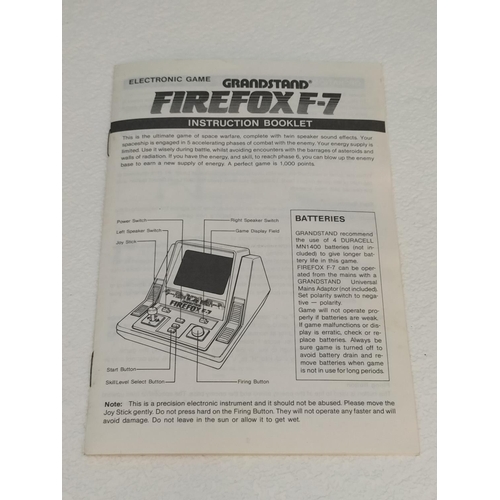 ELECTRONIC GAME GRANDSTAND®
FIREFOX F-7
INSTRUCTION BOOKLET
This is the ultimate game of space warfare, complete with twin speaker sound effects. Your
spaceship is engaged in 5 accelerating phases of combat with the enemy. Your energy supply is
limited. Use it wisely during battle, whilst avoiding encounters with the barrages of asteroids and
walls of radiation. If you have the energy, and skill, to reach phase 6, you can blow up the enemy
base to earn a new supply of energy. A perfect game is 1,000 points.
Power Switch
Left Speaker Switch
Joy Stick
Right Speaker Switch
Game Display Field
FIREFOX F-7
Start Button
Skill/Level Select Button
Firing Button
BATTERIES
GRANDSTAND recommend
the use of 4 DURACELL
MN1400 batteries (not in-
cluded) to give longer bat-
tery life in this game.
FIREFOX F-7 can be oper-
ated from the mains with a
GRANDSTAND Universal
Mains Adaptor (not included).
Set polarity switch to nega-
tive — polarity.
Game will not operate pro-
perly if batteries are weak.
If game malfunctions or dis-
play is erratic, check or re-
place batteries. Always be
sure game is turned off to
avoid battery drain and re-
move batteries when game
is not in use for long periods.
Note: This is a precision electronic instrument and it should not be abused. Please move the
Joy Stick gently. Do not press hard on the Firing Button. They will not operate any faster and will
avoid damage. Do not leave in the sun or allow it to get wet.